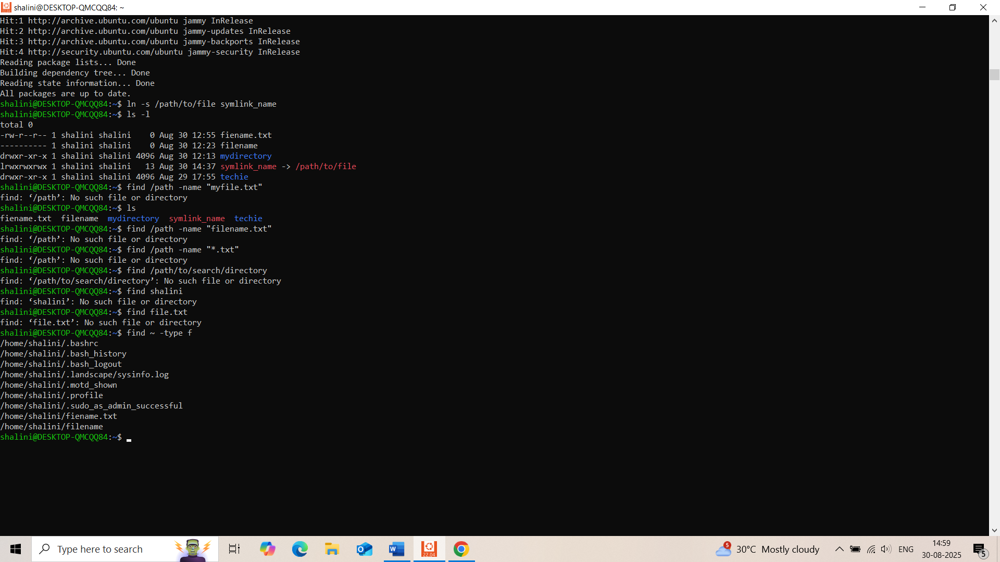 shalini@DESKTOP-QMCQQ84: ~
Hit:1 http://archive.ubuntu.com/ubuntu jammy InRelease
Hit:2 http://archive.ubuntu.com/ubuntu jammy-updates InRelease
Hit:3 http://archive.ubuntu.com/ubuntu jammy-backports InRelease
Hit:4 http://security.ubuntu.com/ubuntu jammy-security InRelease
Reading package lists... Done
Building dependency tree... Done
Reading state information... Done
All packages are up to date.
shalini@DESKTOP-QMCQQ84:~$ ln -s /path/to/file symlink_name
shalini@DESKTOP-QMCQQ84:~$ ls -l
total 0
-rw-r--r-- 1 shalini shalini    0 Aug 30 12:55 fiename.txt
---------- 1 shalini shalini    0 Aug 30 12:23 filename
drwxr-xr-x 1 shalini shalini 4096 Aug 30 12:13 mydirectory
lrwxrwxrwx 1 shalini shalini   13 Aug 30 14:37 symlink_name -> /path/to/file
drwxr-xr-x 1 shalini shalini 4096 Aug 29 17:55 techie
shalini@DESKTOP-QMCQQ84:~$ find /path -name "myfile.txt"
find: ‘/path’: No such file or directory
shalini@DESKTOP-QMCQQ84:~$ ls
fiename.txt  filename  mydirectory  symlink_name  techie
shalini@DESKTOP-QMCQQ84:~$ find /path -name "filename.txt"
find: ‘/path’: No such file or directory
shalini@DESKTOP-QMCQQ84:~$ find /path -name "*.txt"
find: ‘/path’: No such file or directory
shalini@DESKTOP-QMCQQ84:~$ find /path/to/search/directory
find: ‘/path/to/search/directory’: No such file or directory
shalini@DESKTOP-QMCQQ84:~$ find shalini
find: ‘shalini’: No such file or directory
shalini@DESKTOP-QMCQQ84:~$ find file.txt
find: ‘file.txt’: No such file or directory
shalini@DESKTOP-QMCQQ84:~$ find ~ -type f
/home/shalini/.bashrc
/home/shalini/.bash_history
/home/shalini/.bash_logout
/home/shalini/.landscape/sysinfo.log
/home/shalini/.motd_shown
/home/shalini/.profile
/home/shalini/.sudo_as_admin_successful
/home/shalini/fiename.txt
/home/shalini/filename
shalini@DESKTOP-QMCQQ84:~$
Type here to search
22.04
5
30°C Mostly cloudy
ENG
14:59
30-08-2025
5